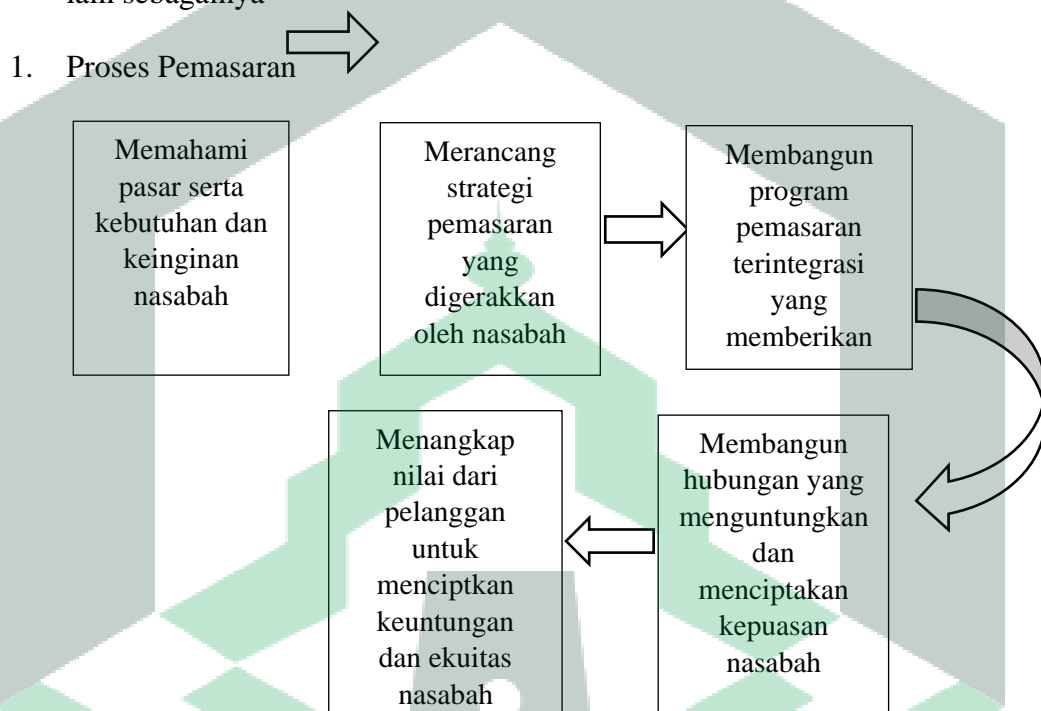 1. Proses Pemasaran
Memahami
pasar serta
kebutuhan dan
keinginan
nasabah
Merancang
strategi
pemasaran
yang
digerakkan
oleh nasabah
Membangun
program
pemasaran
terintegrasi
yang
memberikan
Membangun
hubungan yang
menguntungkan
dan
menciptakan
kepuasan
nasabah
Menangkap
nilai dari
pelanggan
untuk
menciptkan
keuntungan
dan ekuitas
nasabah